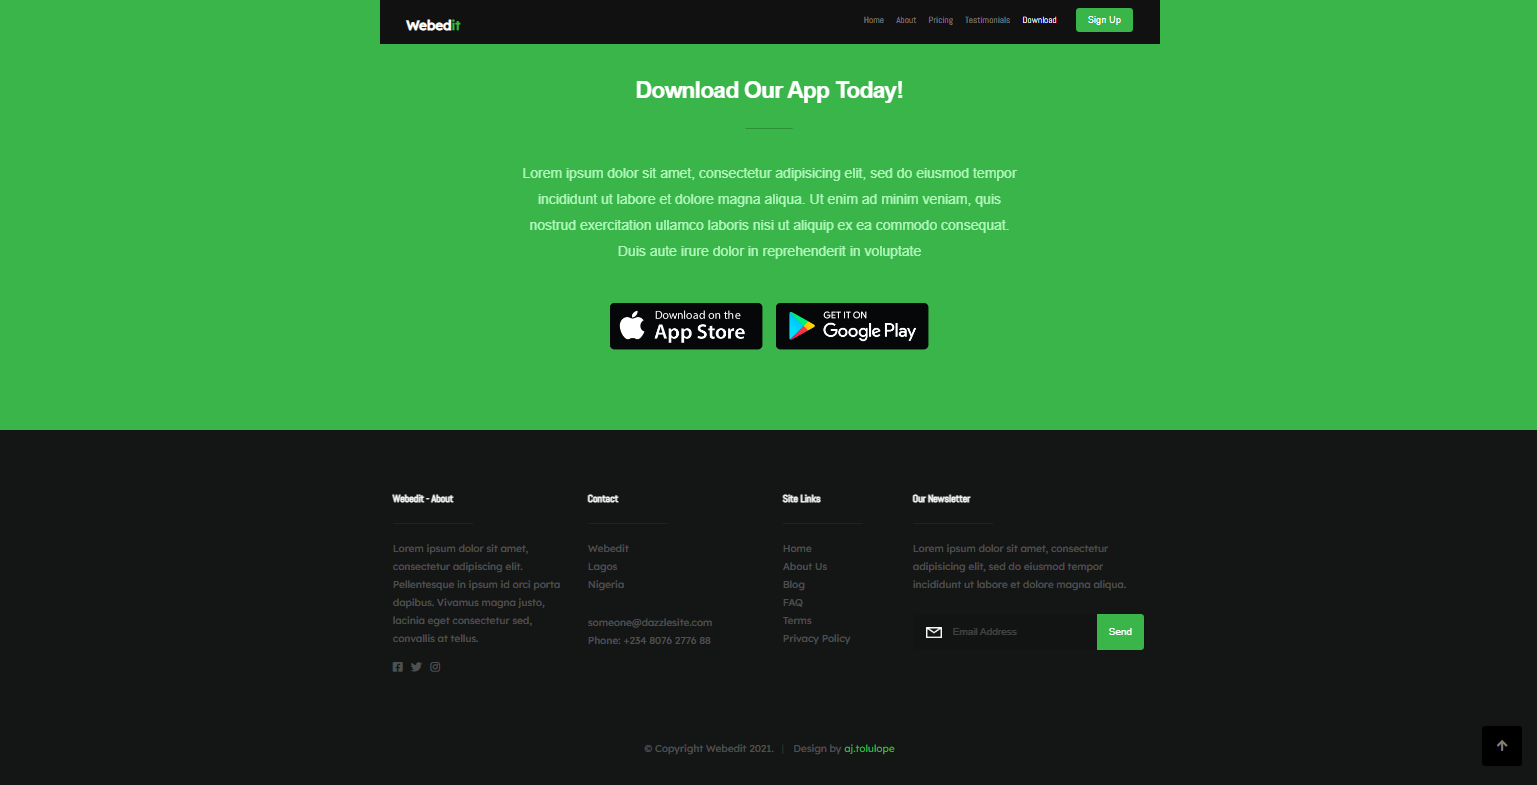 Webedit
Home About Pricing Testimonials Download Sign Up
Download Our App Today!
Lorem ipsum dolor sit amet, consectetur adipisicing elit, sed do eiusmod tempor
incididunt ut labore et dolore magna aliqua. Ut enim ad minim veniam, quis
nostrud exercitation ullamco laboris nisi ut aliquip ex ea commodo consequat.
Duis aute irure dolor in reprehenderit in voluptate
Download on the
App Store
GET IT ON
Google Play
Webedit - About
Lorem ipsum dolor sit amet,
consectetur adipiscing elit.
Pellentesque in ipsum id orci porta
dapibus. Vivamus magna justo,
lacinia eget consectetur sed,
convallis at tellus.
Contact
Webedit
Lagos
Nigeria
someone@dazzlesite.com
Phone: +234 8076 2776 88
Site Links
Home
About Us
Blog
FAQ
Terms
Privacy Policy
Our Newsletter
Lorem ipsum dolor sit amet, consectetur
adipisicing elit, sed do eiusmod tempor
incididunt ut labore et dolore magna aliqua.
Email Address Send
© Copyright Webedit 2021. | Design by aj.tolulope